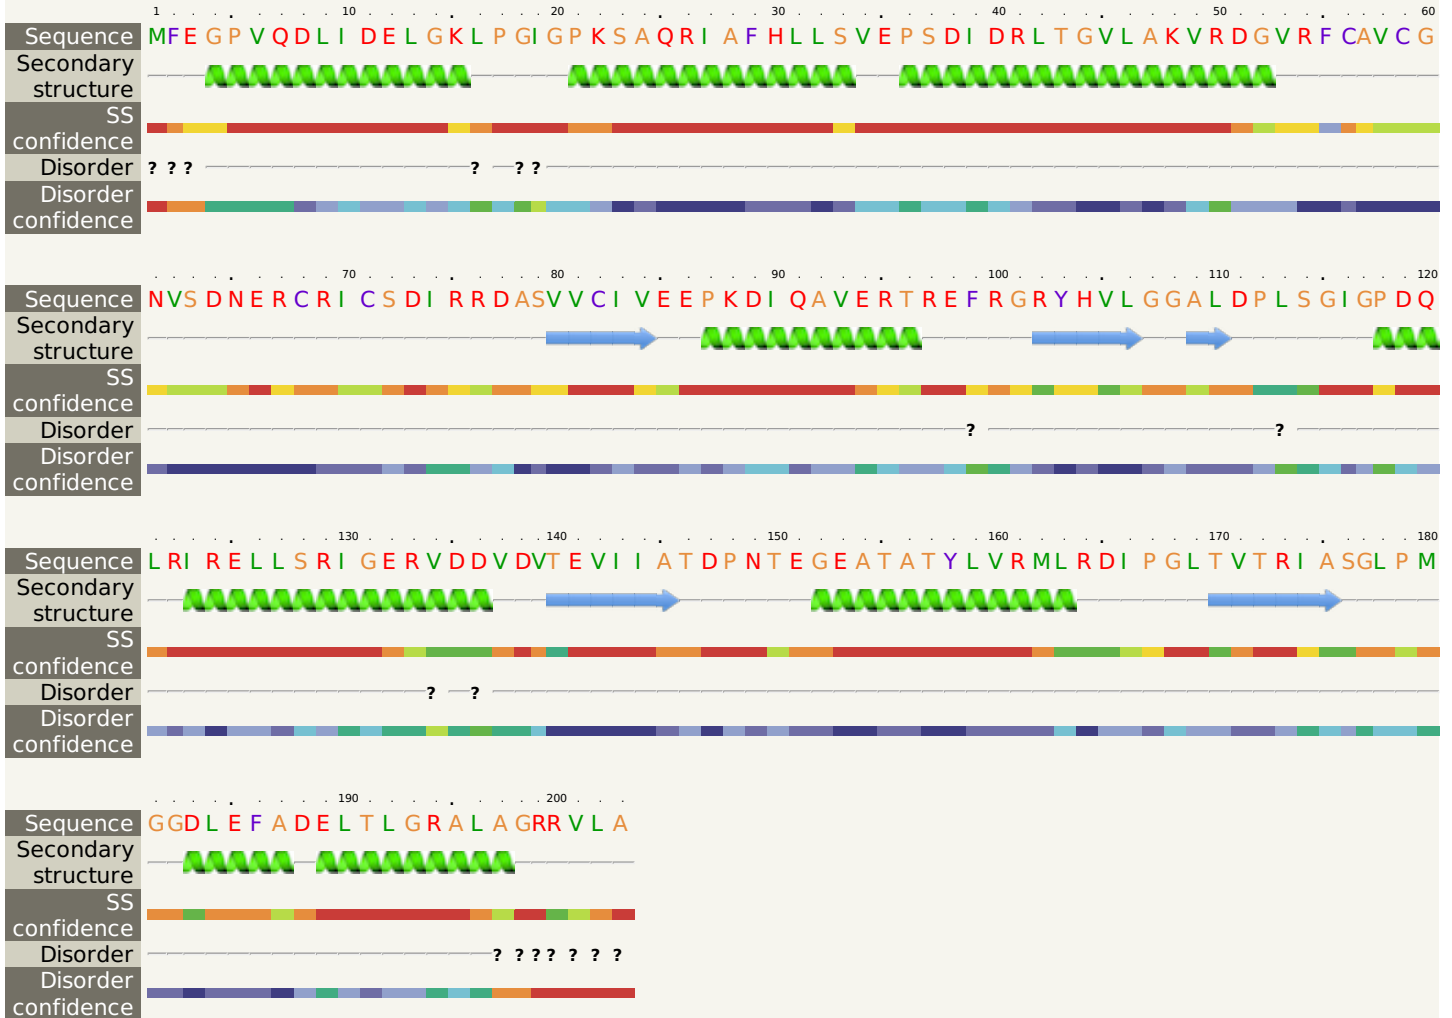 1 . 10 . 20 . 30 . 40 . 50 . 60
Sequence MFEGPVQDLIDELGKLPGIGPKSAQRIAFHLLSVEPSDIDRLTGVLAKVRDGVRFCAVCG
Secondary
structure
SS
confidence
Disorder ? ? ? ? ? ?
Disorder
confidence
. 70 . 80 . 90 . 100 . 110 . 120
Sequence NVSDNERCRICSDIRRDASVVCIVEEPKDIQAVERTREFRGRYHVLGGALDPLSGIGPDQ
Secondary
structure
SS
confidence
Disorder ? ?
Disorder
confidence
. 130 . 140 . 150 . 160 . 170 . 180
Sequence LRIRELLSRIGERVDDVDVTEVIIATDPNTEGEATATYLVRMLRDIPGLTVTRIASGLPM
Secondary
structure
SS
confidence
Disorder ? ?
Disorder
confidence
. 190 . 200 . . .
Sequence GGDLEFADELTLGRALAGRRVLA
Secondary
structure
SS
confidence
Disorder ? ? ? ? ? ? ?
Disorder
confidence